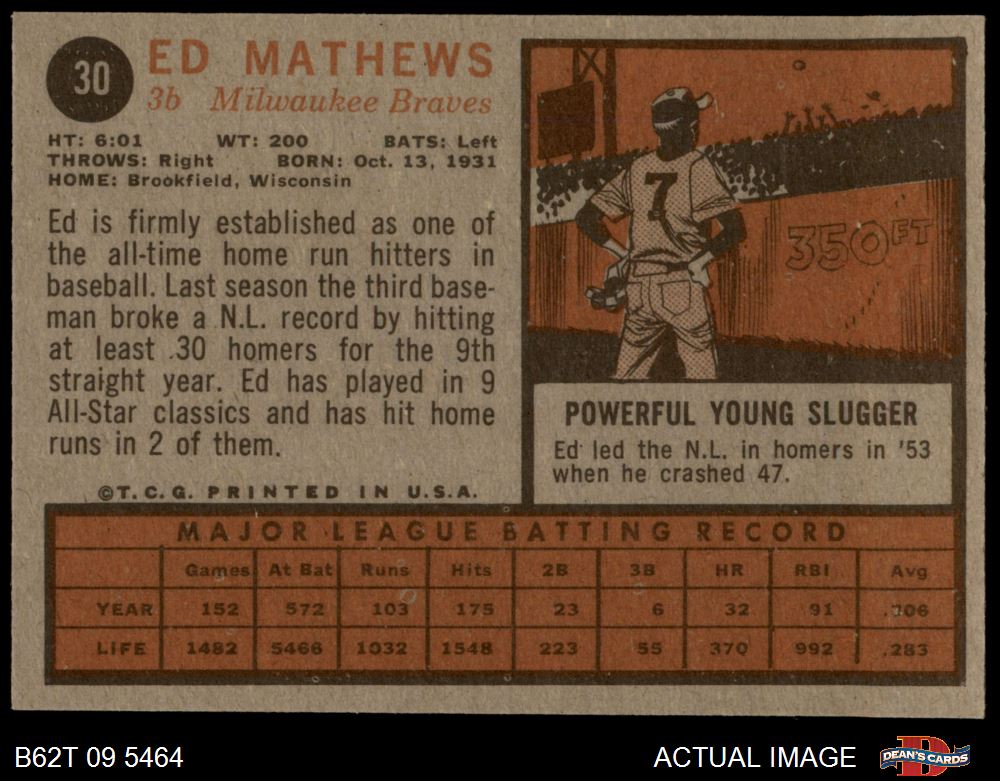 30
ED MATHEWS
3b Milwaukee Braves
HT: 6:01 WT: 200 BATS: Left
THROWS: Right BORN: Oct. 13, 1931
HOME: Brookfield, Wisconsin
Ed is firmly established as one of
the all-time home run hitters in
baseball. Last season the third base-
man broke a N.L. record by hitting
at least 30 homers for the 9th
straight year. Ed has played in 9
All-Star classics and has hit home
runs in 2 of them.
©T.C.G. PRINTED IN U.S.A.
7
350FT
POWERFUL YOUNG SLUGGER
Ed led the N.L. in homers in '53
when he crashed 47.
MAJOR LEAGUE BATTING RECORD
Games At Bat Runs Hits 2B 3B HR RBI Avg
YEAR 152 572 103 175 23 6 32 91 .306
LIFE 1482 5466 1032 1548 223 55 370 992 .283
B62T 09 5464 ACTUAL IMAGE DEAN'S CARDS